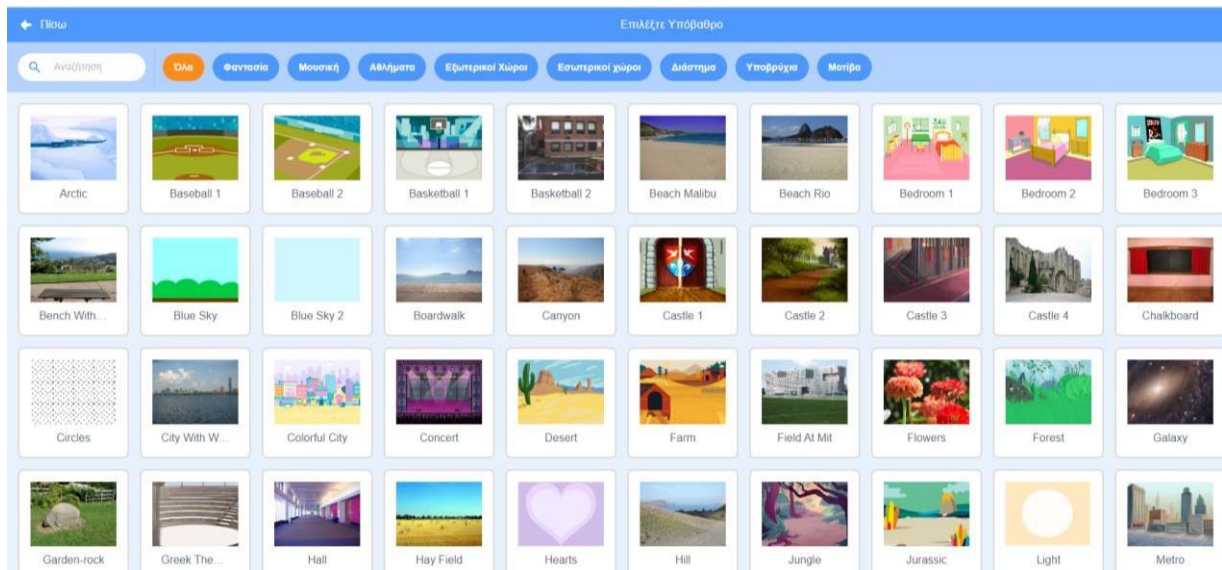 Πίσω
Επιλέξτε Υπόβαθρο
Αναζήτηση
Όλα
Φαντασία
Μουσική
Αθλήματα
Εξωτερικοί Χώροι
Εσωτερικοί χώροι
Διάστημα
Υποβρύχια
Μοτίβα
Arctic
Baseball 1
Baseball 2
Basketball 1
Basketball 2
Beach Malibu
Beach Rio
Bedroom 1
Bedroom 2
Bedroom 3
Bench With...
Blue Sky
Blue Sky 2
Boardwalk
Canyon
Castle 1
Castle 2
Castle 3
Castle 4
Chalkboard
Circles
City With W...
Colorful City
Concert
Desert
Farm
Field At Mit
Flowers
Forest
Galaxy
Garden-rock
Greek The...
Hall
Hay Field
Hearts
Hill
Jungle
Jurassic
Light
Metro